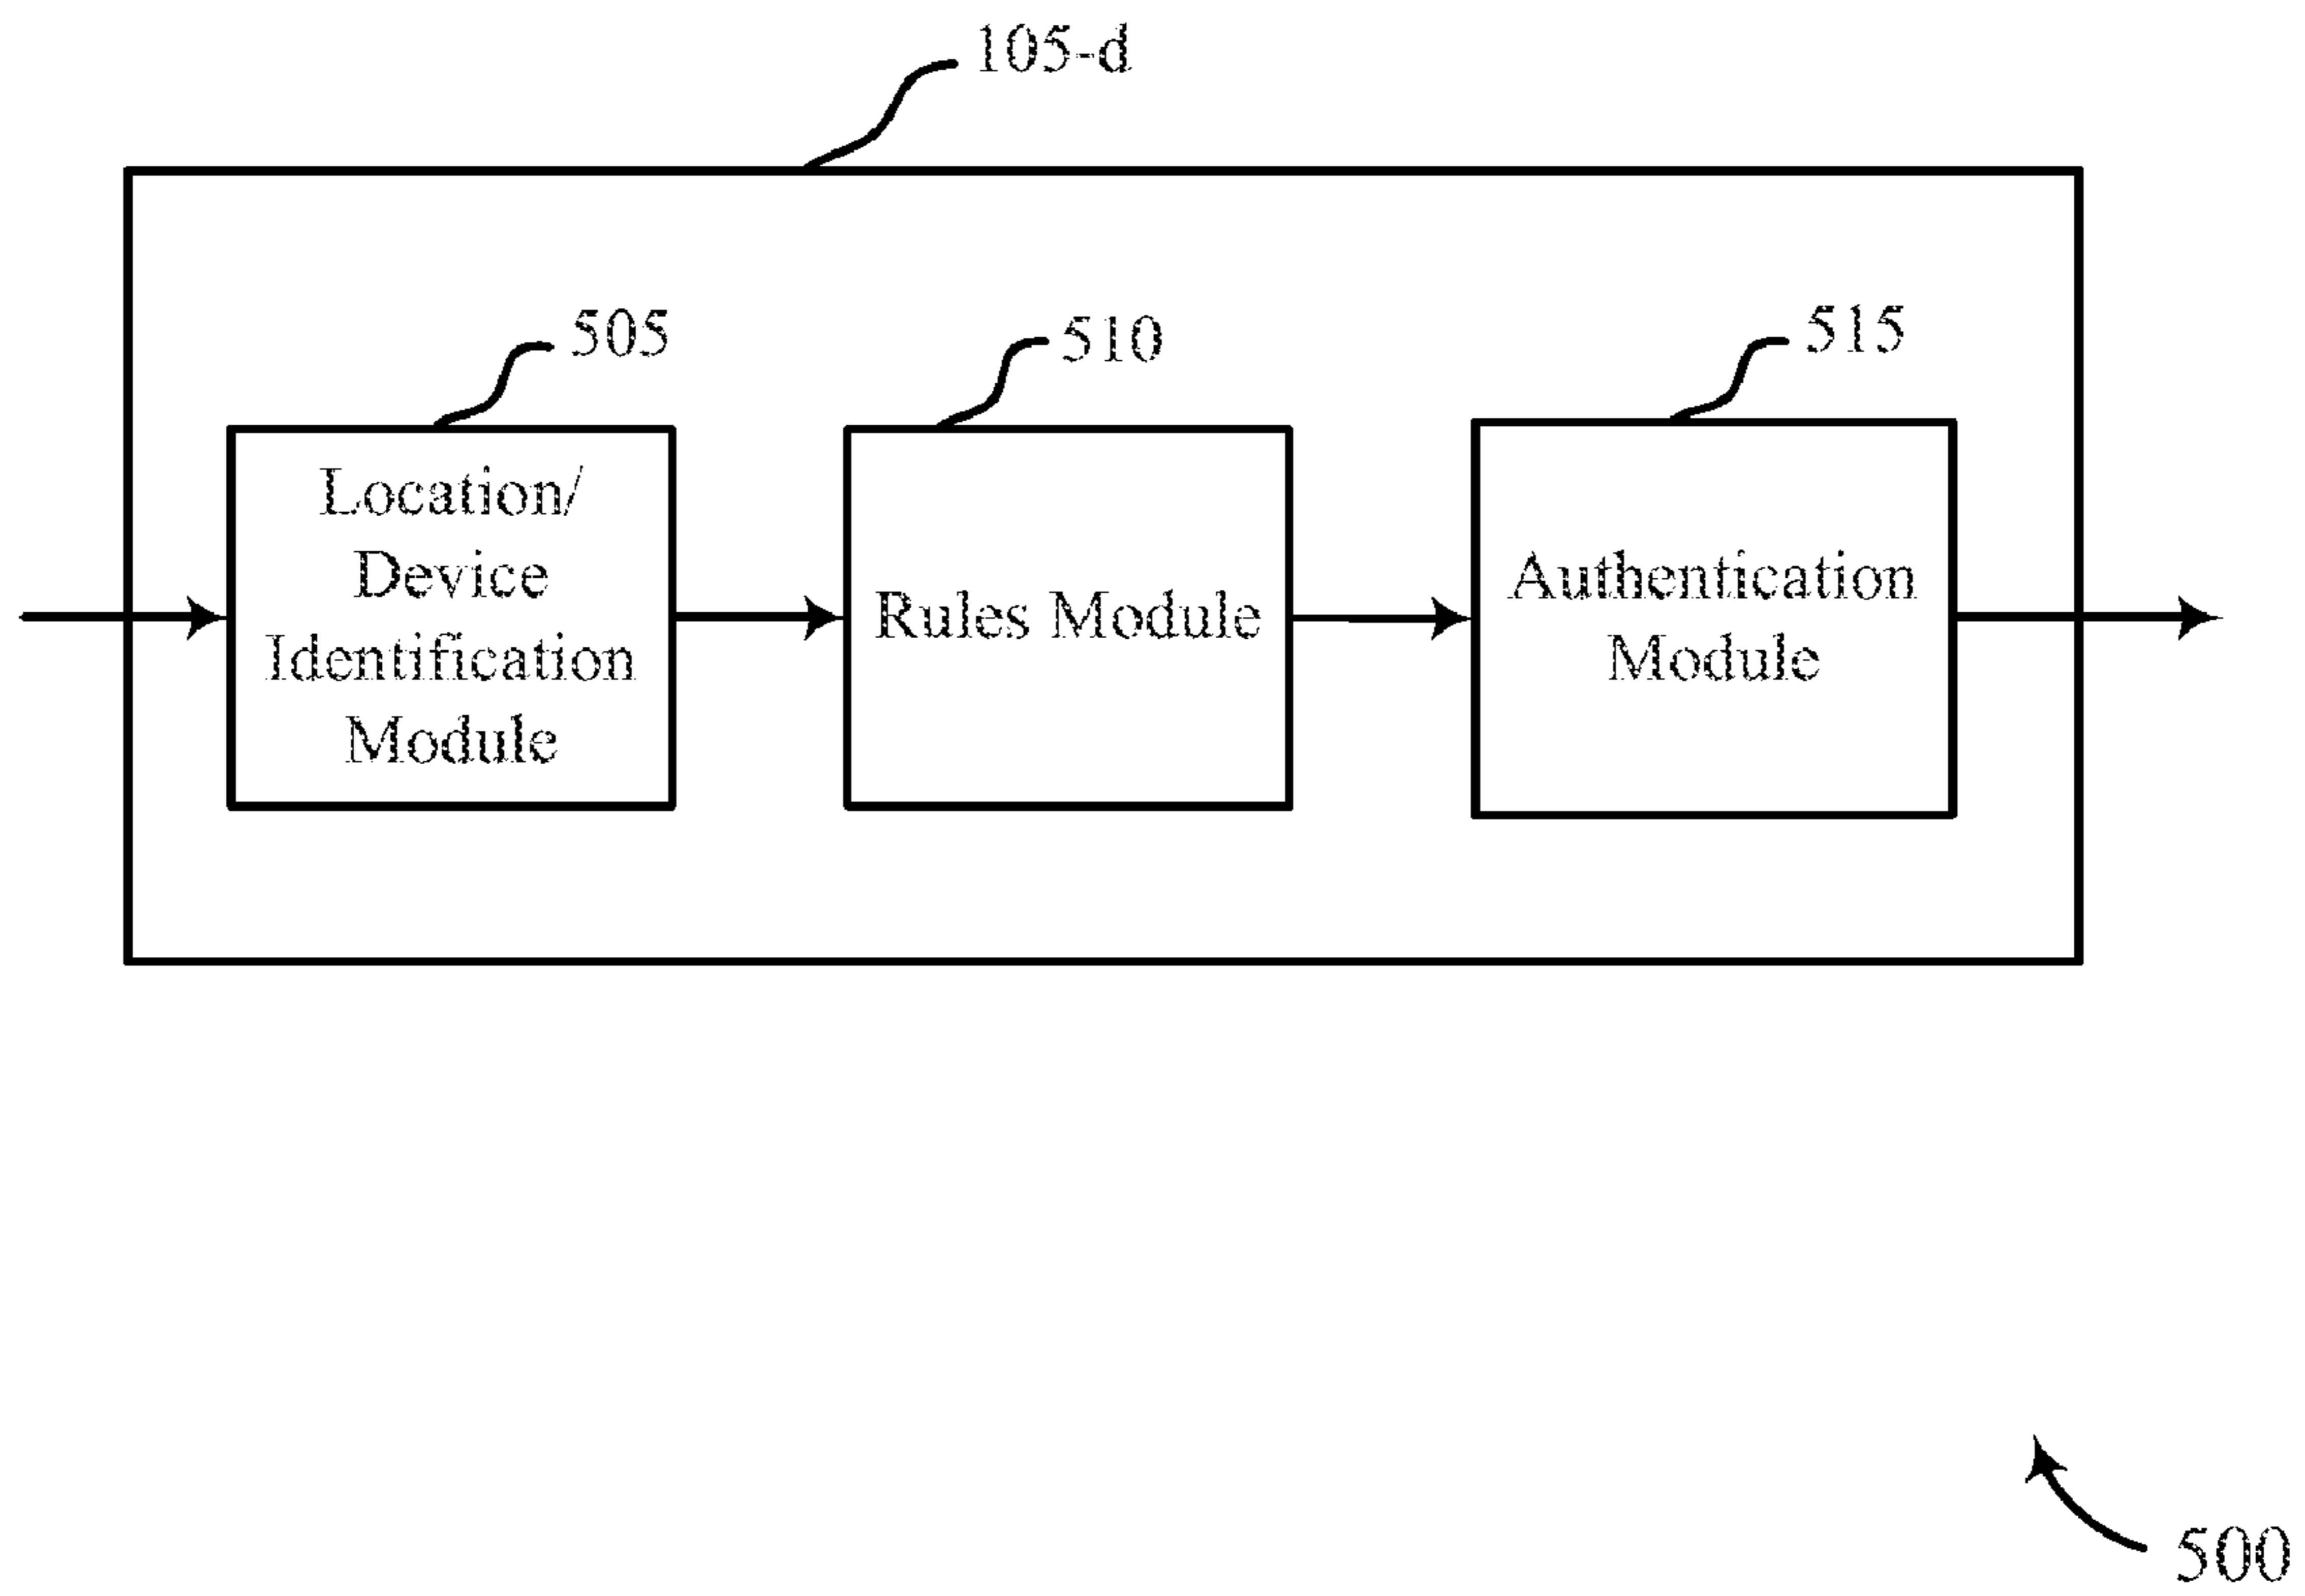 105-d
505
510
515
Location/
Device
Identification
Module
Rules Module
Authentication
Module
500